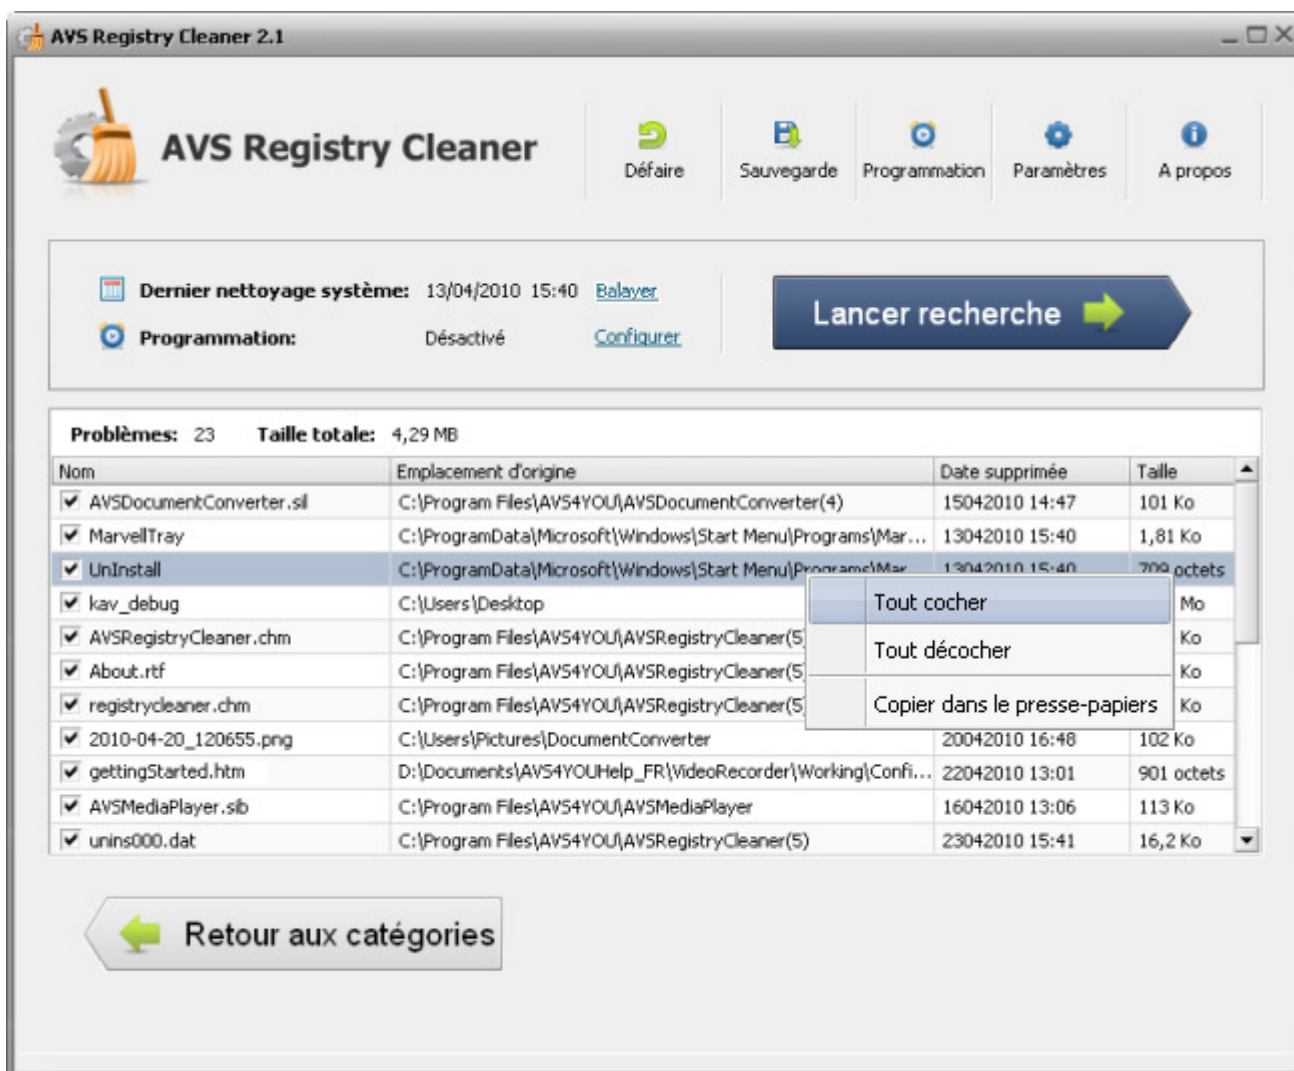 AVS Registry Cleaner 2.1
AVS Registry Cleaner
Défaire Sauvegarde Programmation Paramètres A propos
Dernier nettoyage système: 13/04/2010 15:40 Balayer
Programmation: Désactivé Configurer
Lancer recherche
Problèmes: 23 Taille totale: 4,29 MB
Nom Emplacement d'origine Date supprimée Taille
AVSDocumentConverter.sil C:\Program Files\AVS4YOU\AVSDocumentConverter(4) 15042010 14:47 101 Ko
MarvellTray C:\ProgramData\Microsoft\Windows\Start Menu\Programs\Mar... 13042010 15:40 1,81 Ko
UnInstall C:\ProgramData\Microsoft\Windows\Start Menu\Programs\Mar 13042010 15:40 709 octets
kav_debug C:\Users\Desktop Mo
AVSRegistryCleaner.chm C:\Program Files\AVS4YOU\AVSRegistryCleaner(5) Ko
About.rtf C:\Program Files\AVS4YOU\AVSRegistryCleaner(5) Ko
registrycleaner.chm C:\Program Files\AVS4YOU\AVSRegistryCleaner(5) Ko
2010-04-20_120655.png C:\Users\Pictures\DocumentConverter 20042010 16:48 102 Ko
gettingStarted.htm D:\Documents\AVS4YOUHelp_FR\VideoRecorder\Working\Confi... 22042010 13:01 901 octets
AVSMediaPlayer.sib C:\Program Files\AVS4YOU\AVSMediaPlayer 16042010 13:06 113 Ko
unins000.dat C:\Program Files\AVS4YOU\AVSRegistryCleaner(5) 23042010 15:41 16,2 Ko
Tout cocher
Tout décocher
Copier dans le presse-papiers
Retour aux catégories